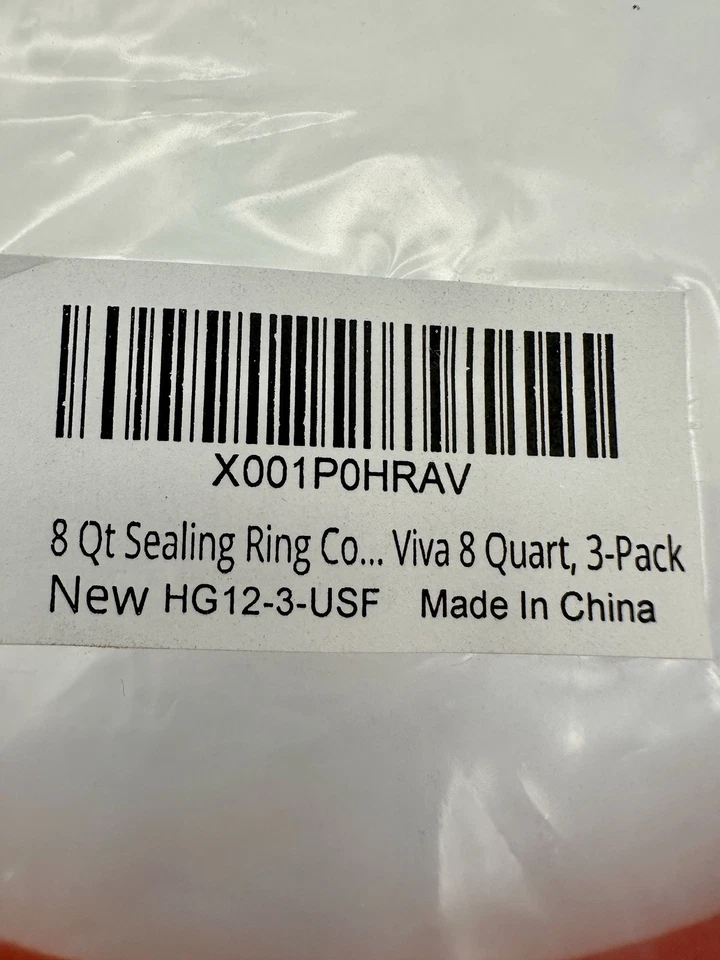 X001P0HRAV
8 Qt Sealing Ring Co... Viva 8 Quart, 3-Pack
New HG12-3-USF Made In China